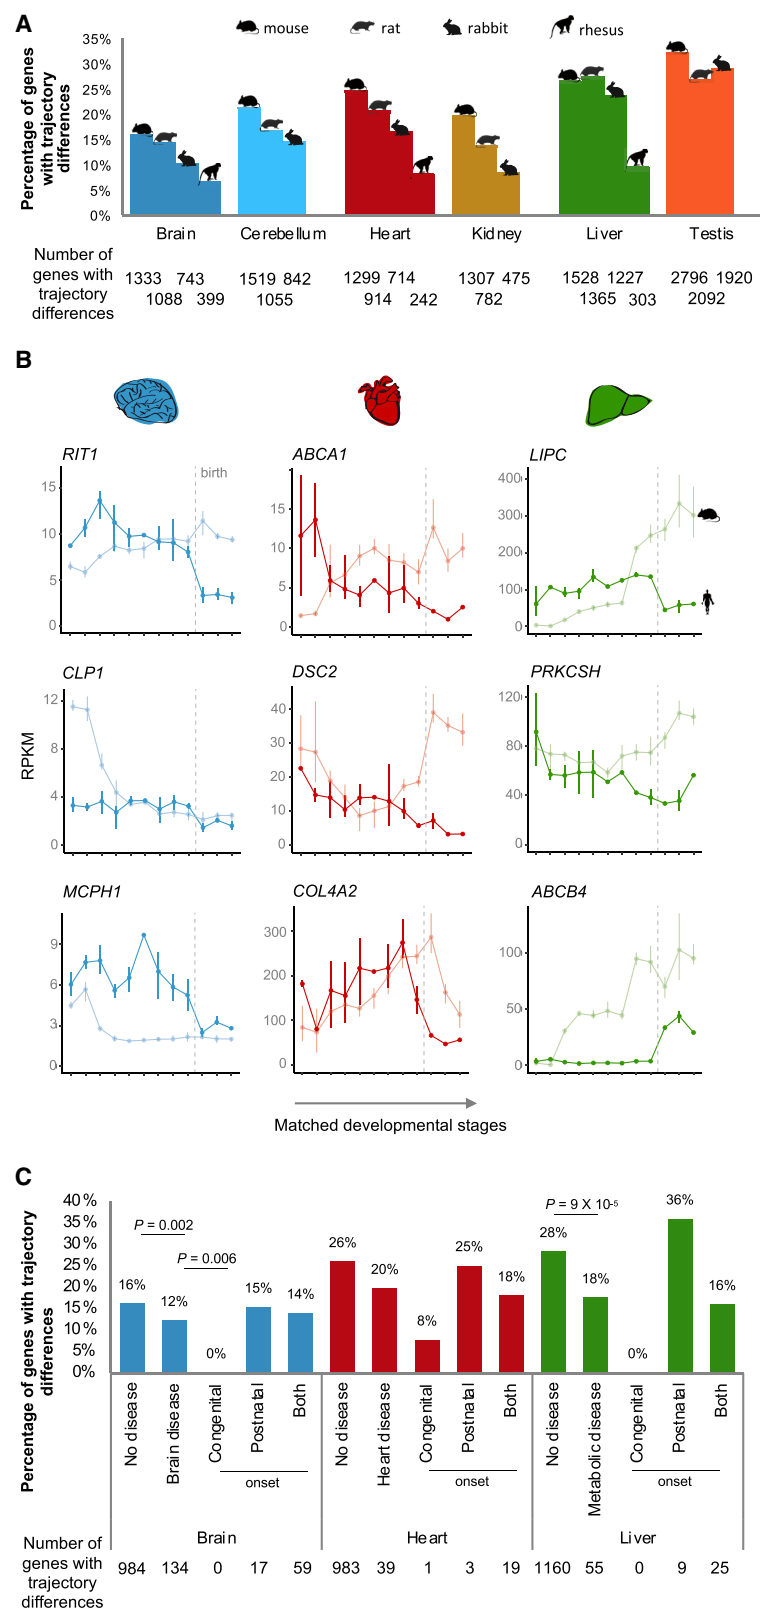 A
mouse rat rabbit rhesus
Percentage of genes
with trajectory
differences
35%
30%
25%
20%
15%
10%
5%
0%
Brain Cerebellum Heart Kidney Liver Testis
Number of
genes with
trajectory
differences
1333 743 1519 842 1299 714 1307 475 1528 1227 2796 1920
1088 399 1055 914 242 782 1365 303 2092
B
RIT1 ABCA1 LIPC
birth
15
10
5
0
15
10
5
0
400
300
200
100
0
CLP1 DSC2 PRKCSH
RPKM
12
8
4
0
40
30
20
10
0
120
80
40
0
MCPH1 COL4A2 ABCB4
9
6
3
0
300
200
100
0
100
50
0
Matched developmental stages
C
Percentage of genes with trajectory
differences
40%
35%
30%
25%
20%
15%
10%
5%
0%
P = 0.002
P = 0.006
P = 9 X 10-5
16% 12% 0% 15% 14% 26% 20% 8% 25% 18% 28% 18% 0% 36% 16%
No disease
Brain disease
Congenital
Postnatal
Both
onset
No disease
Heart disease
Congenital
Postnatal
Both
onset
No disease
Metabolic disease
Congenital
Postnatal
Both
onset
Brain Heart Liver
Number of
genes with
trajectory
differences
984 134 0 17 59 983 39 1 3 19 1160 55 0 9 25